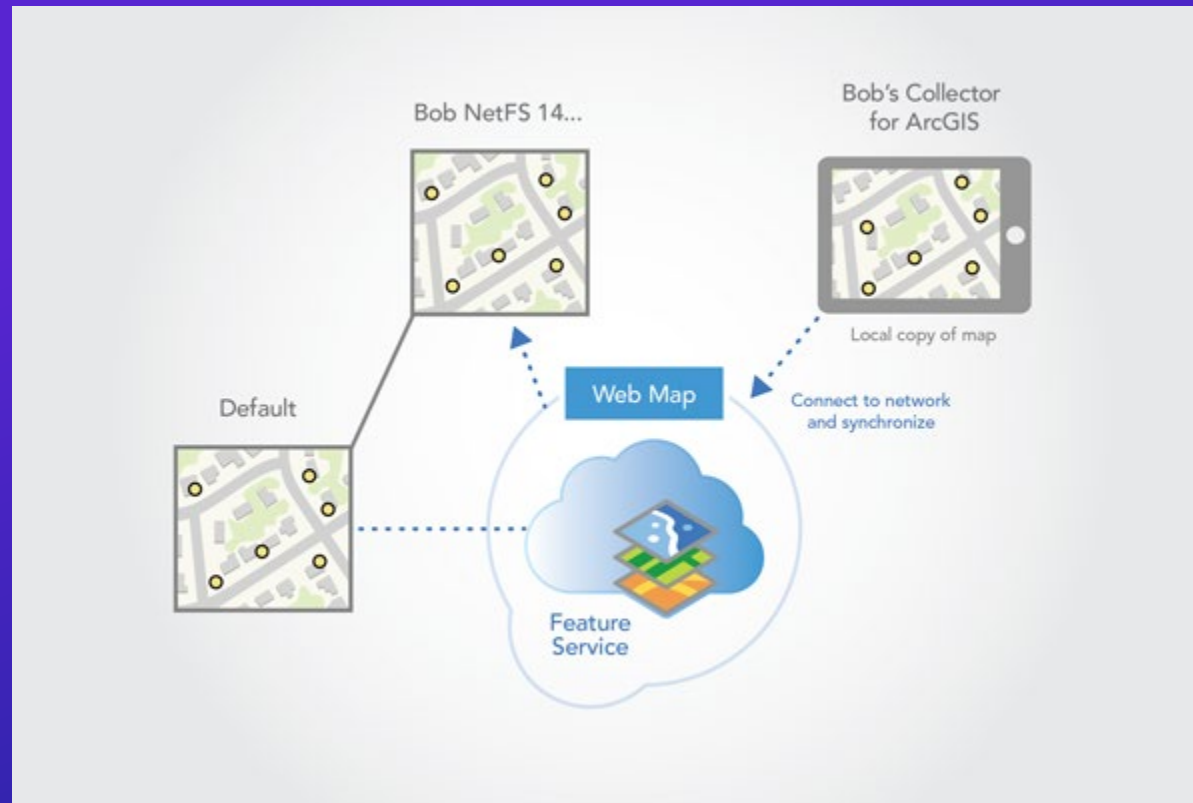 Bob NetFS 14...
Bob's Collector
for ArcGIS
Local copy of map
Default
Web Map
Connect to network
and synchronize
Feature
Service